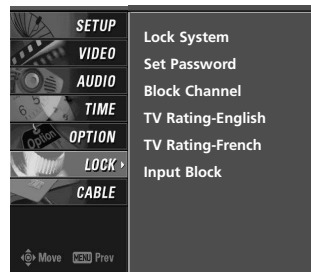 SETUP
VIDEO
AUDIO
TIME
OPTION
LOCK
CABLE
Lock System
Set Password
Block Channel
TV Rating-English
TV Rating-French
Input Block
Move MENU Prev